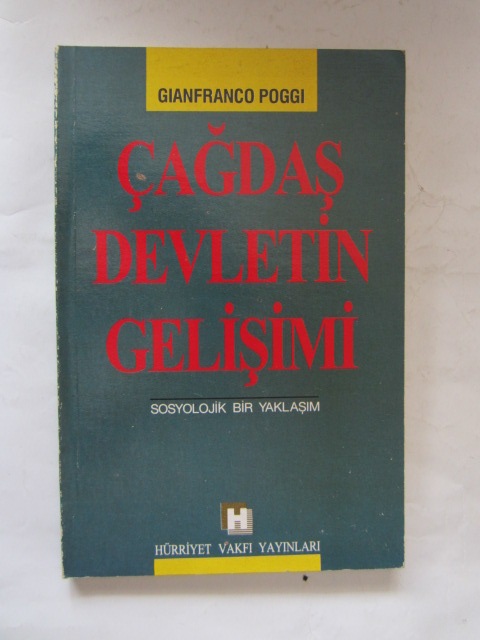 GIANFRANCO POGGI
ÇAĞDAŞ
DEVLETİN
GELİŞİMİ
SOSYOLOJİK BİR YAKLAŞIM
H
HÜRRİYET VAKFI YAYINLARI